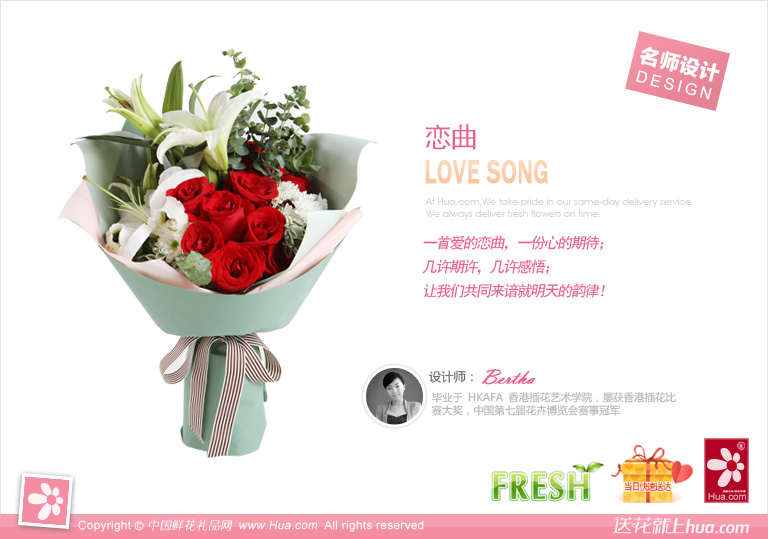 名师设计
DESIGN
恋曲
LOVE SONG
At Hua.com,We take pride in our same-day delivery service.
We always deliver fresh flowers on time.
一首爱的恋曲，一份心的期待；
几许期许，几许感悟；
让我们共同来谙就明天的韵律！
设计师： Bertha
毕业于 HKAFA 香港插花艺术学院，屡获香港插花比
赛大奖，中国第七届花卉博览会赛事冠军
FRESH
当日快速送达
Hua.com
Copyright © 中国鲜花礼品网 www.Hua.com All rights reserved
送花就上hua.com